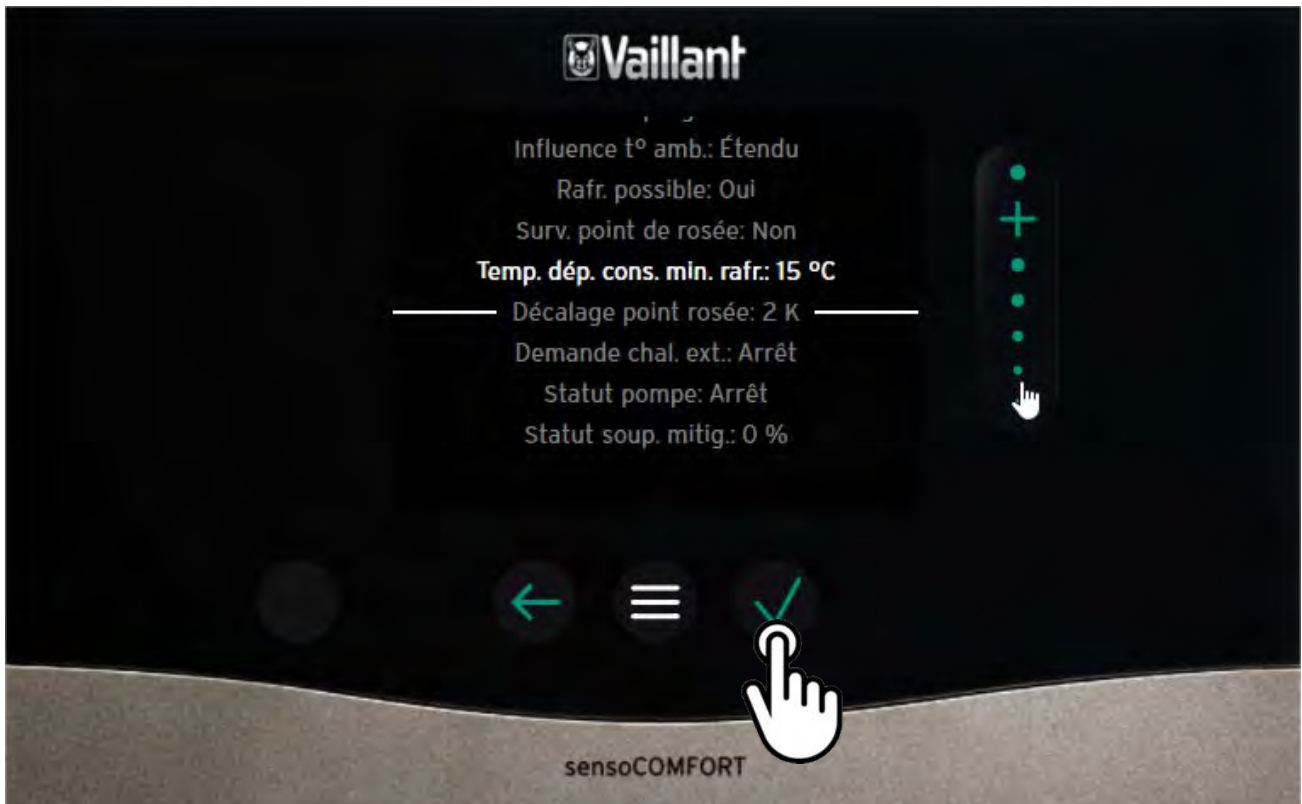 Vaillant
Influence t° amb.: Étendu
Rafr. possible: Oui
Surv. point de rosée: Non
Temp. dép. cons. min. rafr.: 15 °C
Décalage point rosée: 2 K
Demande chal. ext.: Arrêt
Statut pompe: Arrêt
Statut soup. mitig.: 0 %
sensoCOMFORT